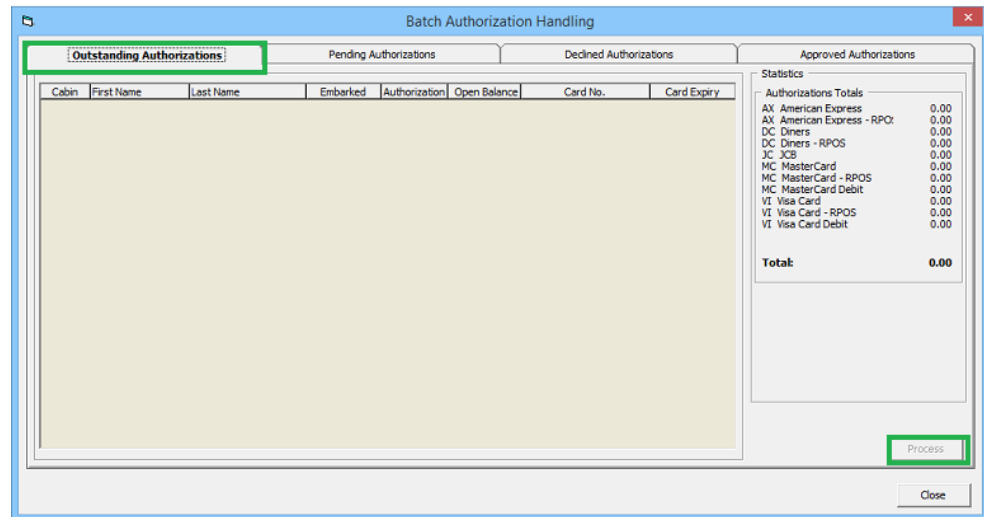 Batch Authorization Handling
Outstanding Authorizations Pending Authorizations Declined Authorizations Approved Authorizations
Cabin First Name Last Name Embarked Authorization Open Balance Card No. Card Expiry
Statistics
Authorizations Totals
AX American Express 0.00
AX American Express - RPO: 0.00
DC Diners 0.00
DC Diners - RPOS 0.00
JC JCB 0.00
MC MasterCard 0.00
MC MasterCard - RPOS 0.00
MC MasterCard Debit 0.00
VI Visa Card 0.00
VI Visa Card - RPOS 0.00
VI Visa Card Debit 0.00
Total: 0.00
Process
Close